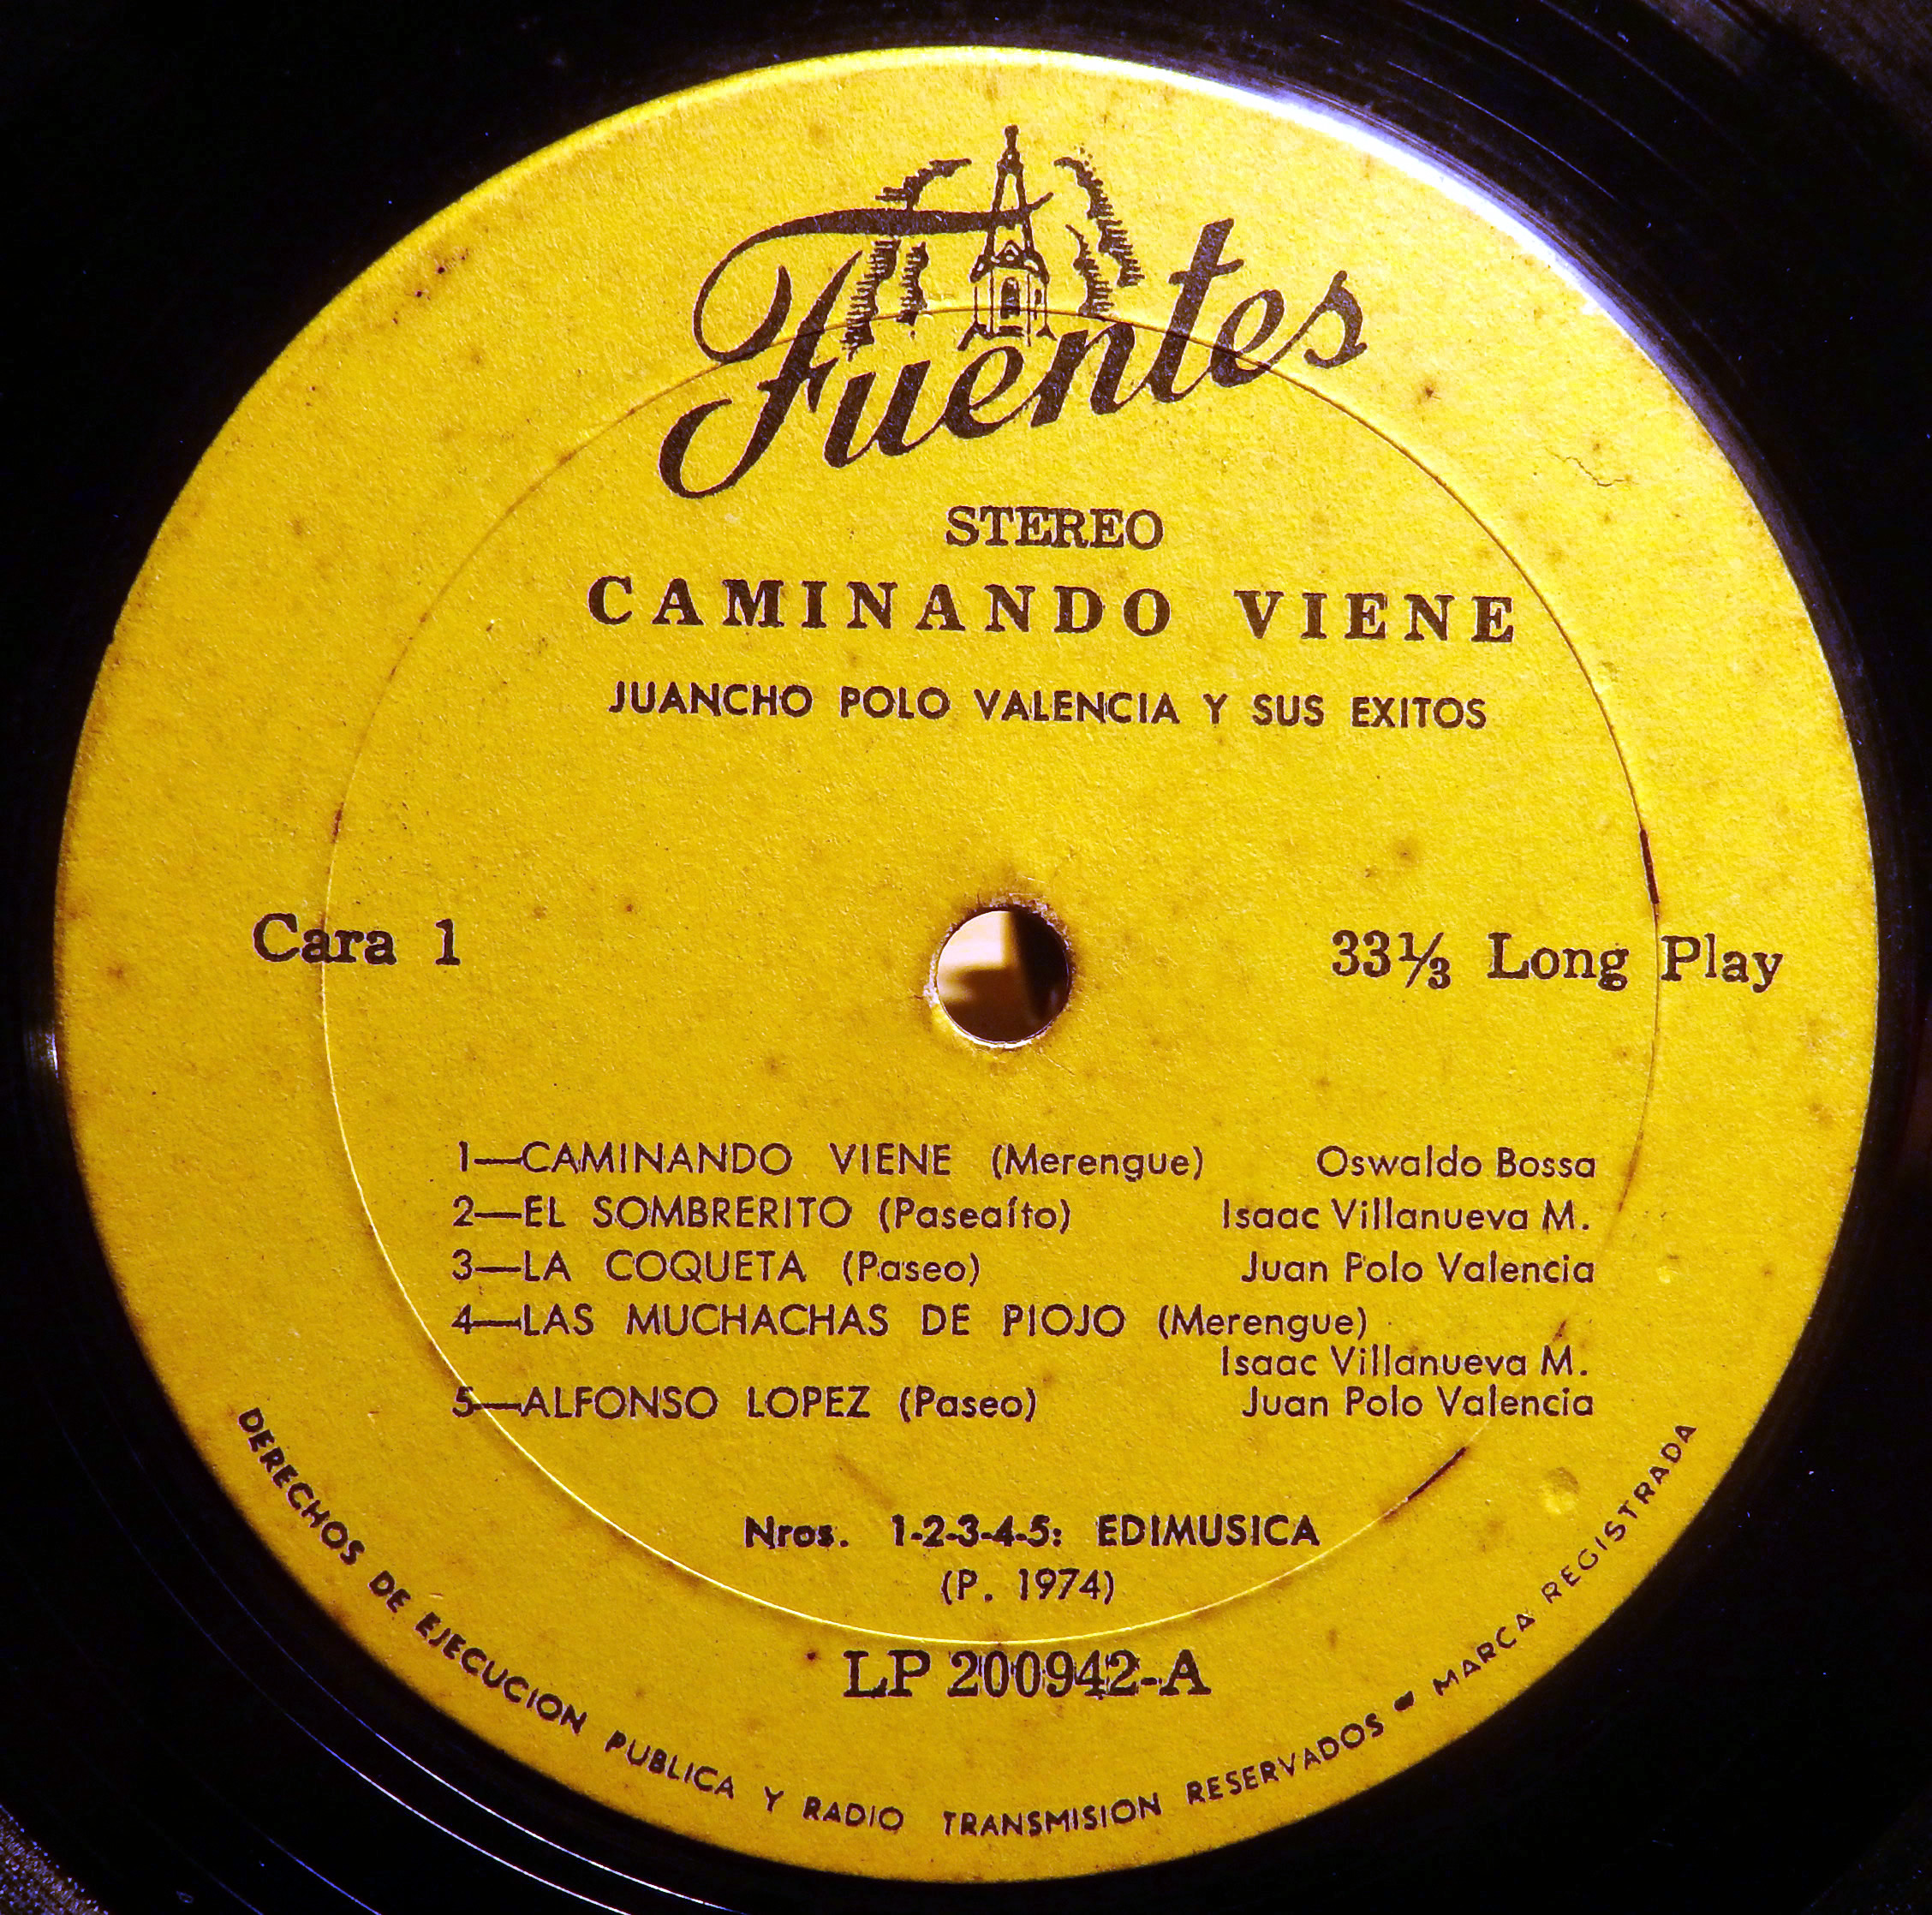 Fuentes
STEREO
CAMINANDO VIENE
JUANCHO POLO VALENCIA Y SUS EXITOS
Cara 1
33⅓ Long Play
1—CAMINANDO VIENE (Merengue) Oswaldo Bossa
2—EL SOMBRERITO (Paseaíto) Isaac Villanueva M.
3—LA COQUETA (Paseo) Juan Polo Valencia
4—LAS MUCHACHAS DE PIOJO (Merengue)
Isaac Villanueva M.
5—ALFONSO LOPEZ (Paseo) Juan Polo Valencia
Nros. 1-2-3-4-5: EDIMUSICA
(P. 1974)
LP 200942-A
DERECHOS DE EJECUCION PUBLICA Y RADIO TRANSMISION RESERVADOS - MARCA REGISTRADA